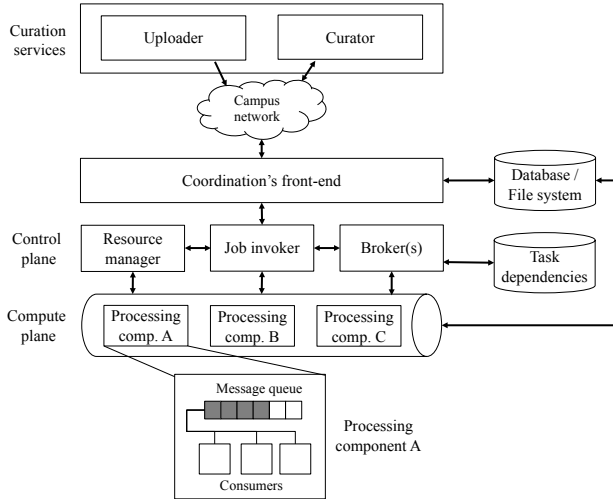 Curation
services
Uploader
Curator
Campus
network
Coordination's front-end
Database /
File system
Control
plane
Resource
manager
Job invoker
Broker(s)
Task
dependencies
Compute
plane
Processing
comp. A
Processing
comp. B
Processing
comp. C
Message queue
Consumers
Processing
component A